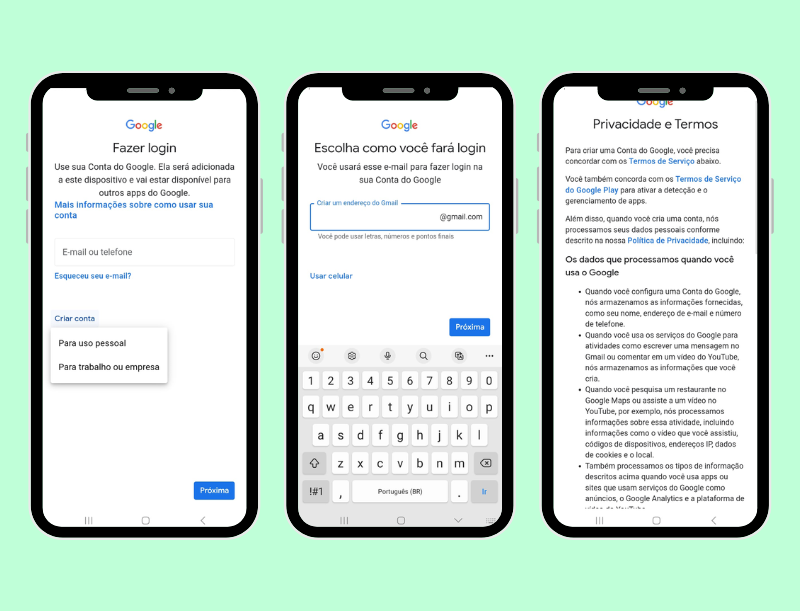 Google
Fazer login
Use sua Conta do Google. Ela será adicionada
a este dispositivo e vai estar disponível para
outros apps do Google.
Mais informações sobre como usar sua
conta
E-mail ou telefone
Esqueceu seu e-mail?
Criar conta
Para uso pessoal
Para trabalho ou empresa
Próxima
Google
Escolha como você fará login
Você usará esse e-mail para fazer login na
sua Conta do Google
Criar um endereço do Gmail
@gmail.com
Você pode usar letras, números e pontos finais
Usar celular
Próxima
1 2 3 4 5 6 7 8 9 0
q w e r t y u i o p
a s d f g h j k l
z x c v b n m
!#1 , Português (BR) . Ir
Google
Privacidade e Termos
Para criar uma Conta do Google, você precisa
concordar com os Termos de Serviço abaixo.
Você também concorda com os Termos de Serviço
do Google Play para ativar a detecção e o
gerenciamento de apps.
Além disso, quando você cria uma conta, nós
processamos seus dados pessoais conforme
descrito na nossa Política de Privacidade, incluindo:
Os dados que processamos quando você
usa o Google
• Quando você configura uma Conta do Google,
nós armazenamos as informações fornecidas,
como seu nome, endereço de e-mail e número
de telefone.
• Quando você usa os serviços do Google para
atividades como escrever uma mensagem no
Gmail ou comentar em um vídeo do YouTube,
nós armazenamos as informações que você
cria.
• Quando você pesquisa um restaurante no
Google Maps ou assiste a um vídeo no
YouTube, por exemplo, nós processamos
informações sobre essa atividade, incluindo
informações como o vídeo que você assistiu,
códigos de dispositivos, endereços IP, dados
de cookies e o local.
• Também processamos os tipos de informação
descritos acima quando você usa apps ou
sites que usam serviços do Google como
anúncios, o Google Analytics e a plataforma de
vídeo do YouTube.